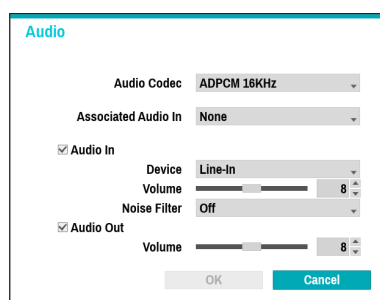 Audio
Audio Codec ADPCM 16KHz
Associated Audio In None
Audio In
Device Line-In
Volume 8
Noise Filter Off
Audio Out
Volume 8
OK Cancel